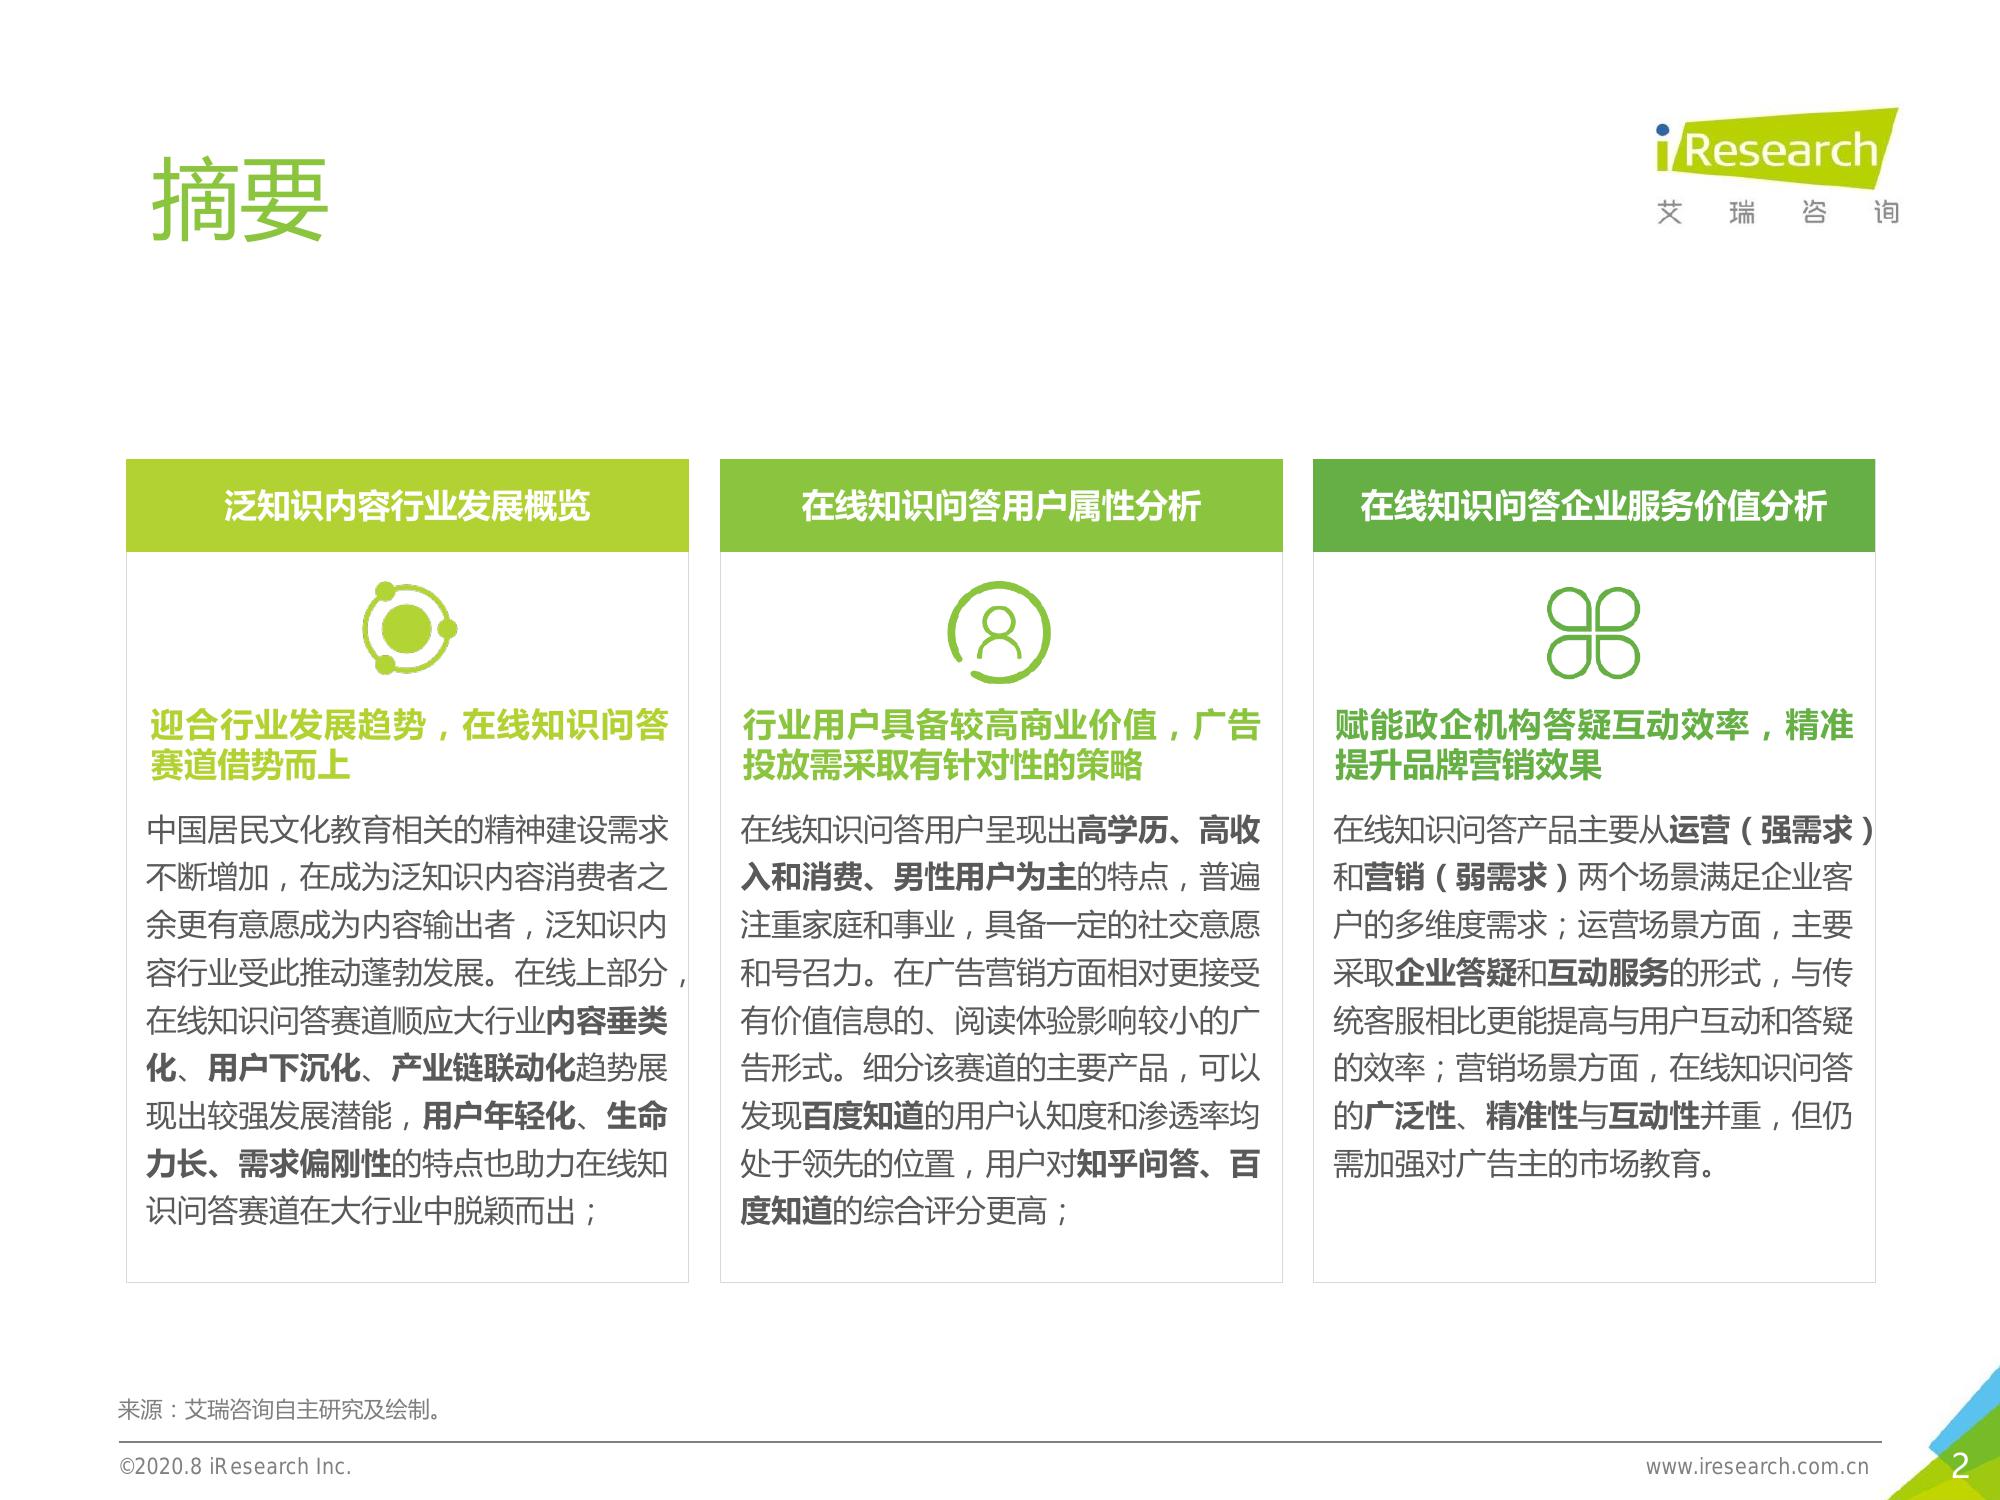 摘要
iResearch
艾瑞咨询
泛知识内容行业发展概览
迎合行业发展趋势，在线知识问答
赛道借势而上
中国居民文化教育相关的精神建设需求
不断增加，在成为泛知识内容消费者之
余更有意愿成为内容输出者，泛知识内
容行业受此推动蓬勃发展。在线上部分，
在线知识问答赛道顺应大行业内容垂类
化、用户下沉化、产业链联动化趋势展
现出较强发展潜能，用户年轻化、生命
力长、需求偏刚性的特点也助力在线知
识问答赛道在大行业中脱颖而出；
在线知识问答用户属性分析
行业用户具备较高商业价值，广告
投放需采取有针对性的策略
在线知识问答用户呈现出高学历、高收
入和消费、男性用户为主的特点，普遍
注重家庭和事业，具备一定的社交意愿
和号召力。在广告营销方面相对更接受
有价值信息的、阅读体验影响较小的广
告形式。细分该赛道的主要产品，可以
发现百度知道的用户认知度和渗透率均
处于领先的位置，用户对知乎问答、百
度知道的综合评分更高；
在线知识问答企业服务价值分析
赋能政企机构答疑互动效率，精准
提升品牌营销效果
在线知识问答产品主要从运营（强需求）
和营销（弱需求）两个场景满足企业客
户的多维度需求；运营场景方面，主要
采取企业答疑和互动服务的形式，与传
统客服相比更能提高与用户互动和答疑
的效率；营销场景方面，在线知识问答
的广泛性、精准性与互动性并重，但仍
需加强对广告主的市场教育。
来源：艾瑞咨询自主研究及绘制。
©2020.8 iResearch Inc.
www.iresearch.com.cn
2